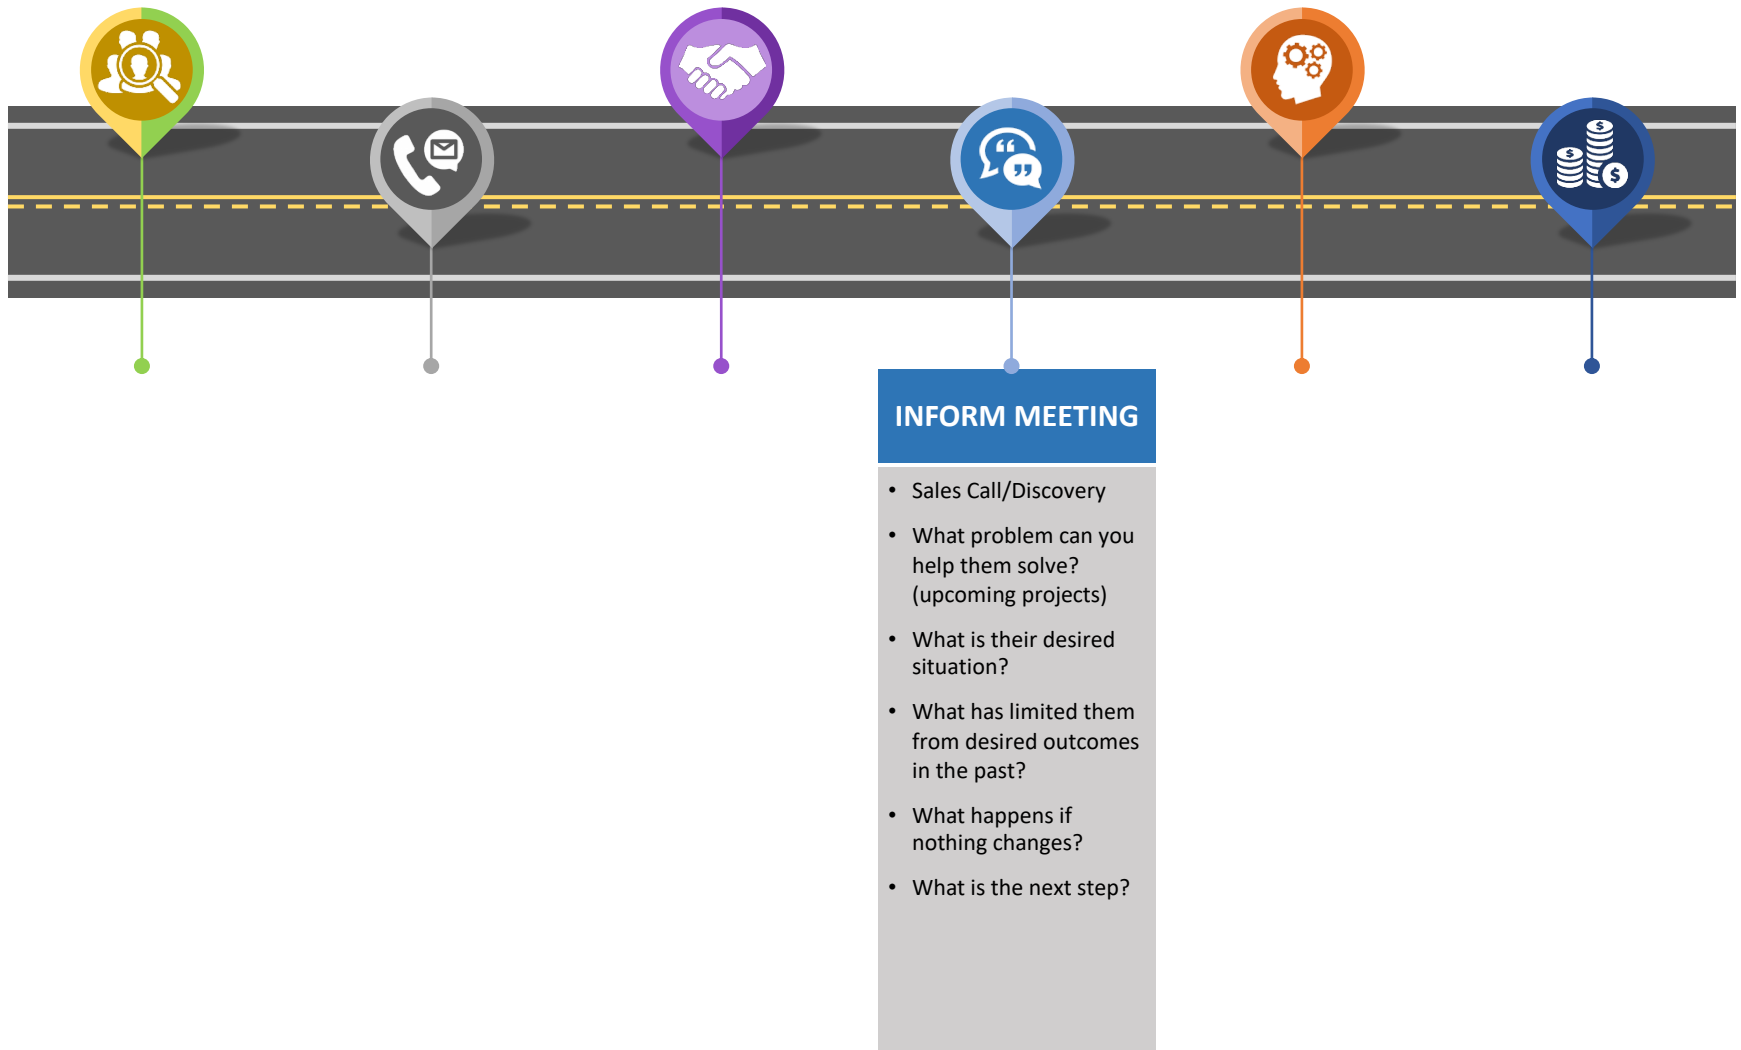 INFORM MEETING
• Sales Call/Discovery
• What problem can you
help them solve?
(upcoming projects)
• What is their desired
situation?
• What has limited them
from desired outcomes
in the past?
• What happens if
nothing changes?
• What is the next step?